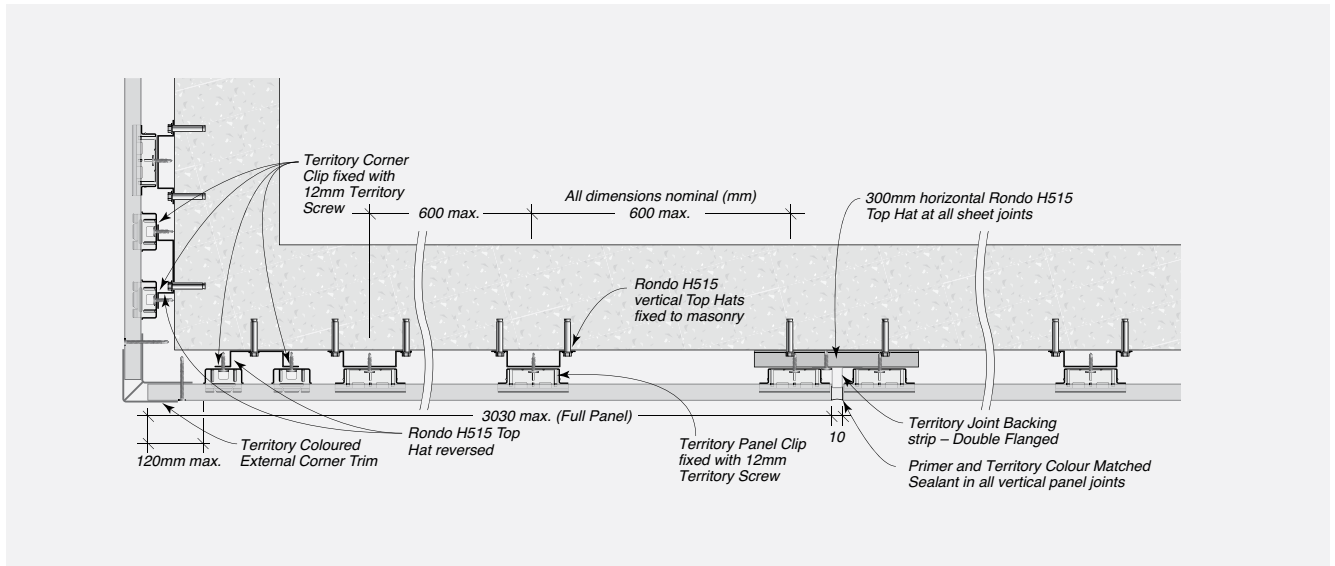 Territory Corner
Clip fixed with
12mm Territory
Screw
600 max.
All dimensions nominal (mm)
600 max.
300mm horizontal Rondo H515
Top Hat at all sheet joints
Rondo H515
vertical Top Hats
fixed to masonry
3030 max. (Full Panel)
10
120mm max.
Territory Coloured
External Corner Trim
Rondo H515 Top
Hat reversed
Territory Panel Clip
fixed with 12mm
Territory Screw
Territory Joint Backing
strip – Double Flanged
Primer and Territory Colour Matched
Sealant in all vertical panel joints